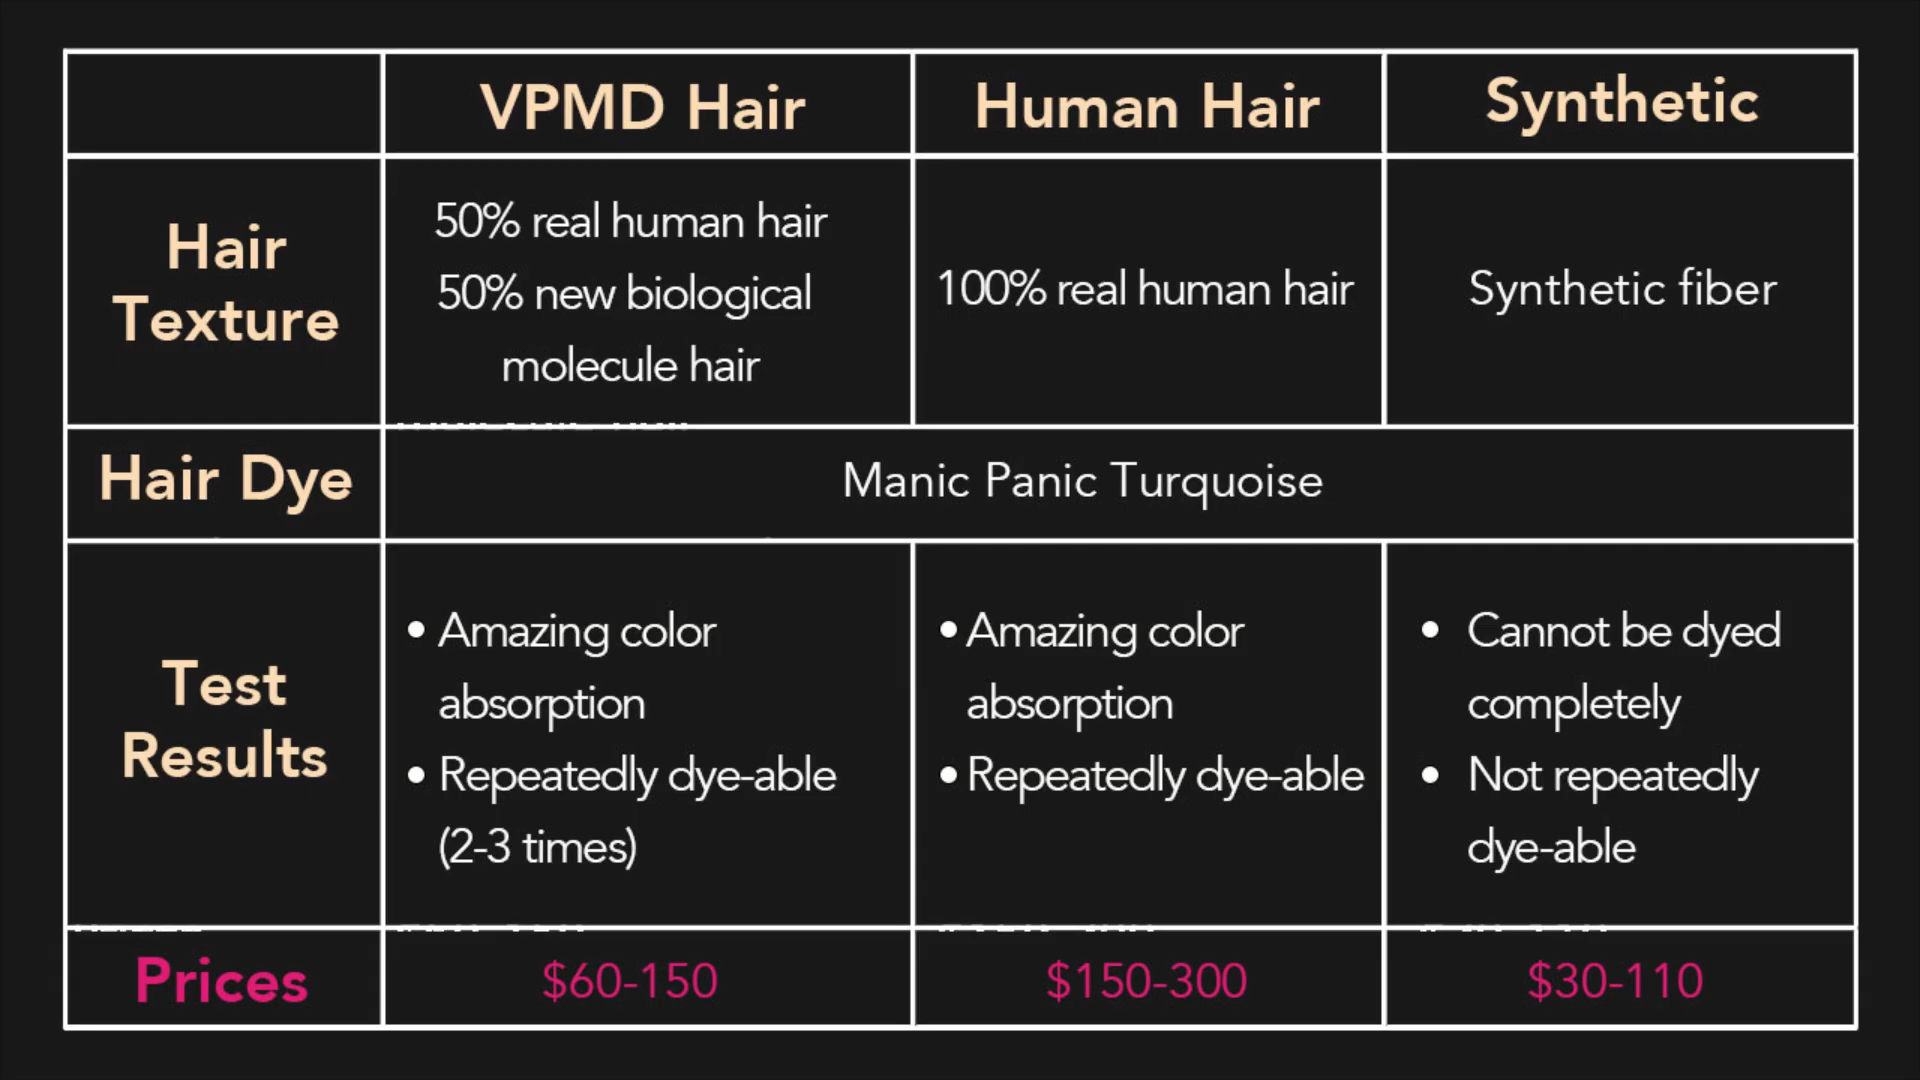 VPMD Hair
Human Hair
Synthetic
Hair
Texture
50% real human hair
50% new biological
molecule hair
100% real human hair
Synthetic fiber
Hair Dye
Manic Panic Turquoise
Test
Results
• Amazing color
absorption
• Repeatedly dye-able
(2-3 times)
• Amazing color
absorption
• Repeatedly dye-able
• Cannot be dyed
completely
• Not repeatedly
dye-able
Prices
$60-150
$150-300
$30-110